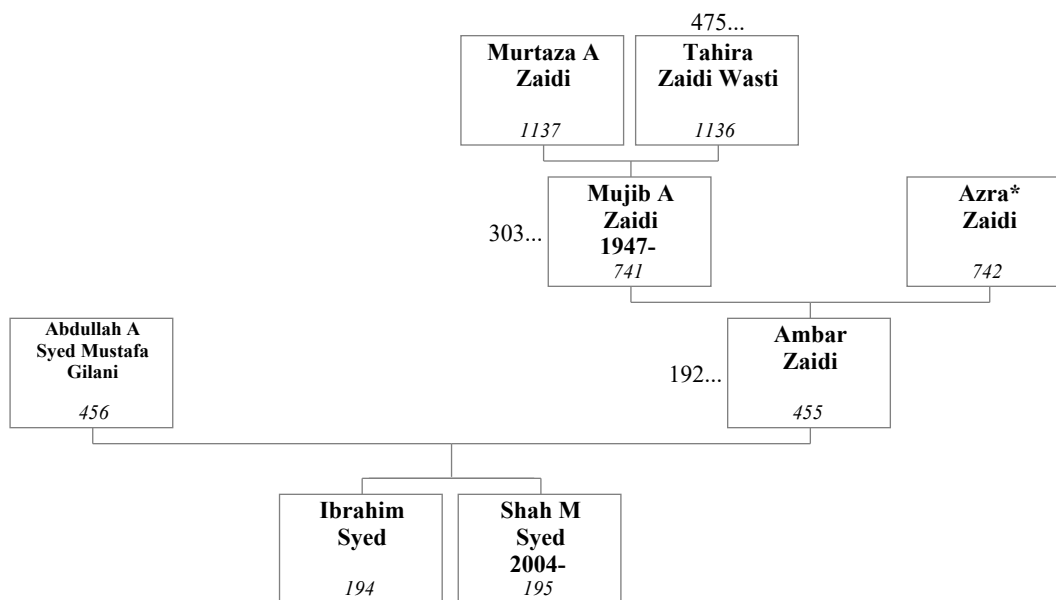 475...
Murtaza A
Zaidi
1137
Tahira
Zaidi Wasti
1136
303...
Mujib A
Zaidi
1947-
741
Azra*
Zaidi
742
Abdullah A
Syed Mustafa
Gilani
456
192...
Ambar
Zaidi
455
Ibrahim
Syed
194
Shah M
Syed
2004-
195